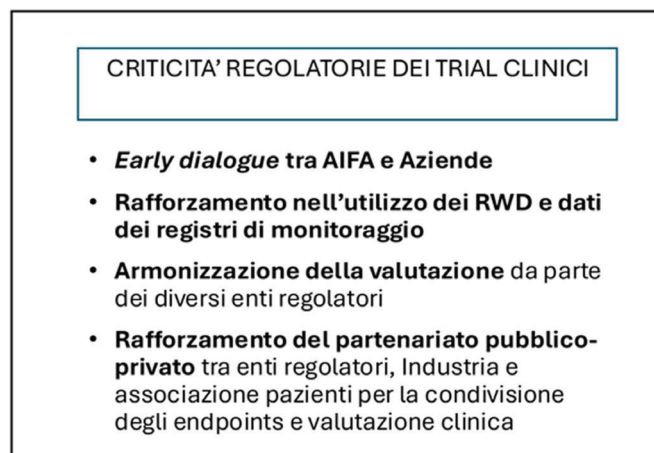 CRITICITA' REGOLATORIE DEI TRIAL CLINICI
• Early dialogue tra AIFA e Aziende
• Rafforzamento nell'utilizzo dei RWD e dati
dei registri di monitoraggio
• Armonizzazione della valutazione da parte
dei diversi enti regolatori
• Rafforzamento del partenariato pubblico-
privato tra enti regolatori, Industria e
associazione pazienti per la condivisione
degli endpoints e valutazione clinica